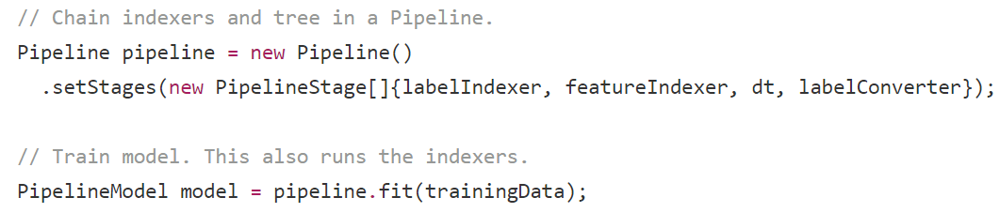 // Chain indexers and tree in a Pipeline.
Pipeline pipeline = new Pipeline()
  .setStages(new PipelineStage[]{labelIndexer, featureIndexer, dt, labelConverter});
// Train model. This also runs the indexers.
PipelineModel model = pipeline.fit(trainingData);